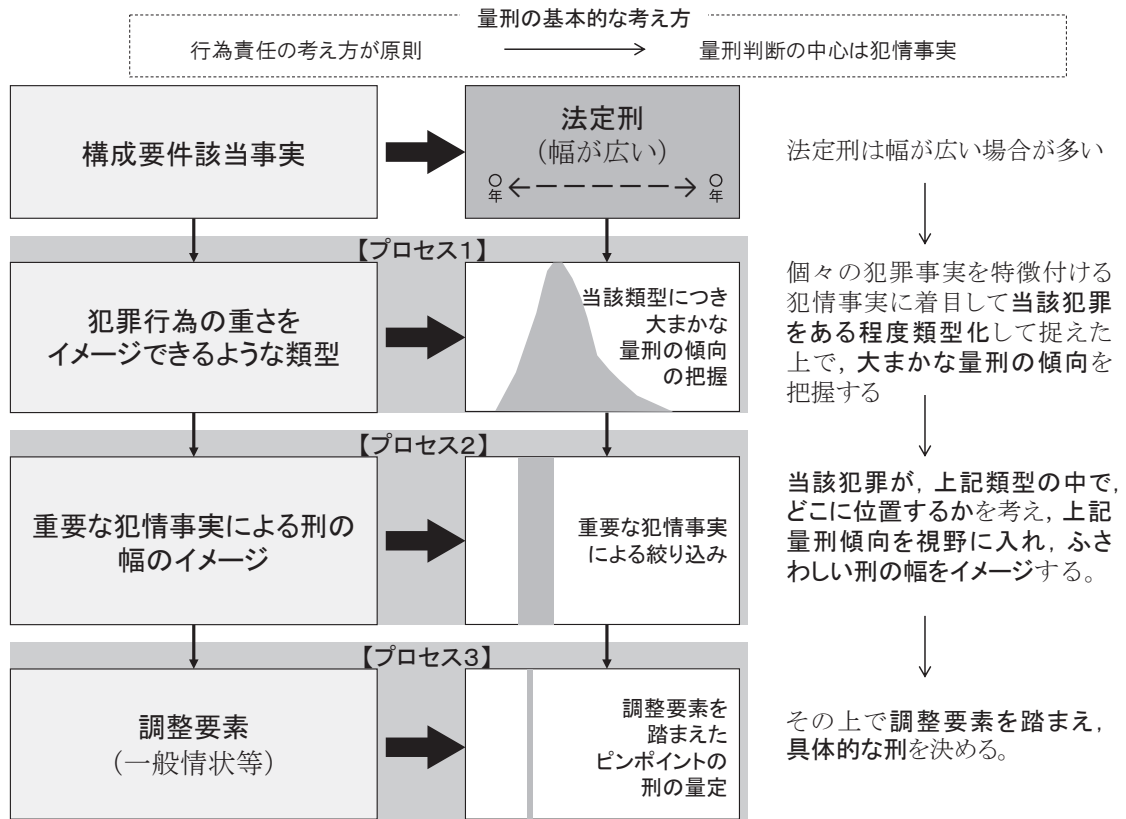 量刑の基本的な考え方
行為責任の考え方が原則
量刑判断の中心は犯情事実
構成要件該当事実
法定刑
（幅が広い）
〇年
〇年
法定刑は幅が広い場合が多い
【プロセス1】
犯罪行為の重さを
イメージできるような類型
当該類型につき
大まかな
量刑の傾向
の把握
個々の犯罪事実を特徴付ける
犯情事実に着目して当該犯罪
をある程度類型化して捉えた
上で，大まかな量刑の傾向を
把握する
【プロセス2】
重要な犯情事実による刑の
幅のイメージ
重要な犯情事実
による絞り込み
当該犯罪が，上記類型の中で，
どこに位置するかを考え，上記
量刑傾向を視野に入れ，ふさ
わしい刑の幅をイメージする。
【プロセス3】
調整要素
（一般情状等）
調整要素を
踏まえた
ピンポイントの
刑の量定
その上で調整要素を踏まえ，
具体的な刑を決める。